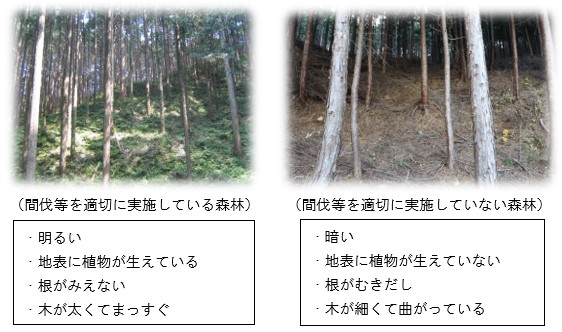 （間伐等を適切に実施している森林）
（間伐等を適切に実施していない森林）
・明るい
・地表に植物が生えている
・根がみえない
・木が太くてまっすぐ
・暗い
・地表に植物が生えていない
・根がむきだし
・木が細くて曲がっている